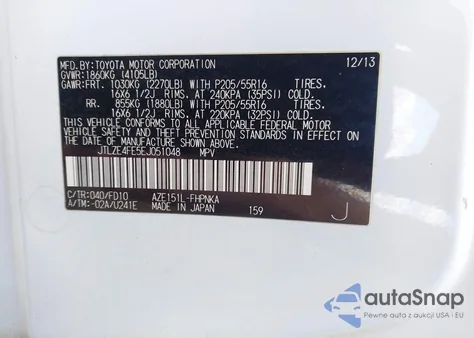 MFD.BY:TOYOTA MOTOR CORPORATION 12/13
GVWR:1860KG (4105LB)
GAWR:FRT. 1030KG (2270LB) WITH P205/55R16 TIRES,
16X6 1/2J RIMS, AT 240KPA (35PSI) COLD.
RR. 855KG (1880LB) WITH P205/55R16 TIRES,
16X6 1/2J RIMS, AT 220KPA (32PSI) COLD.
THIS VEHICLE CONFORMS TO ALL APPLICABLE
FEDERAL MOTOR VEHICLE SAFETY, BUMPER, AND
THEFT PREVENTION STANDARDS IN EFFECT ON
THE DATE OF MANUFACTURE SHOWN ABOVE.
JTLZE4FE5EJ051048 MPV
C/TR:040/FD10 AZE151L-FHPNKA
A/TM:-02A/U241E MADE IN JAPAN 159 J
autoSnap
Pewne auta z aukcji USA i EU